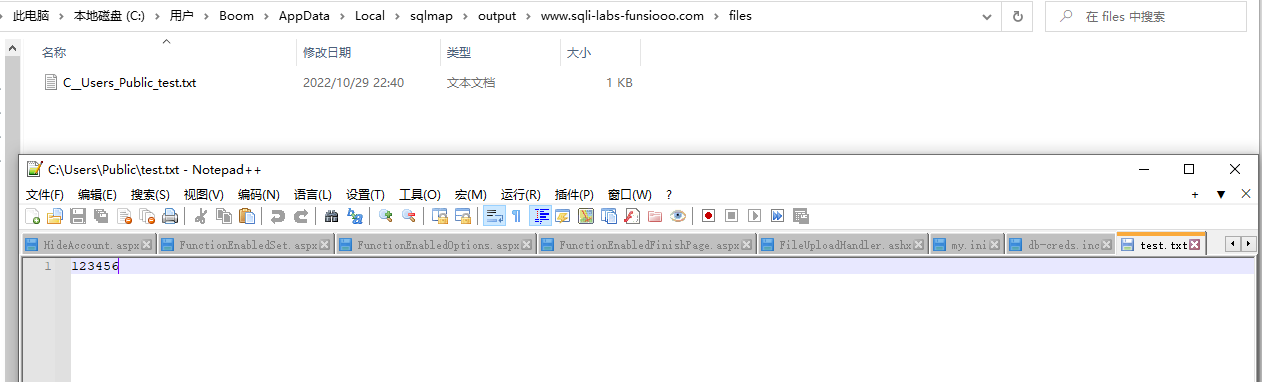 此电脑 › 本地磁盘 (C:) › 用户 › Boom › AppData › Local › sqlmap › output › www.sqli-labs-funsiooo.com › files
在 files 中搜索
名称 修改日期 类型 大小
C__Users_Public_test.txt 2022/10/29 22:40 文本文档 1 KB
C:\Users\Public\test.txt - Notepad++
文件(F) 编辑(E) 搜索(S) 视图(V) 编码(N) 语言(L) 设置(T) 工具(O) 宏(M) 运行(R) 插件(P) 窗口(W) ?
HideAccount.aspx FunctionEnabledSet.aspx FunctionEnabledOptions.aspx FunctionEnabledFinishPage.aspx FileUploadHandler.ashx my.ini db-creds.inc test.txt
1 123456